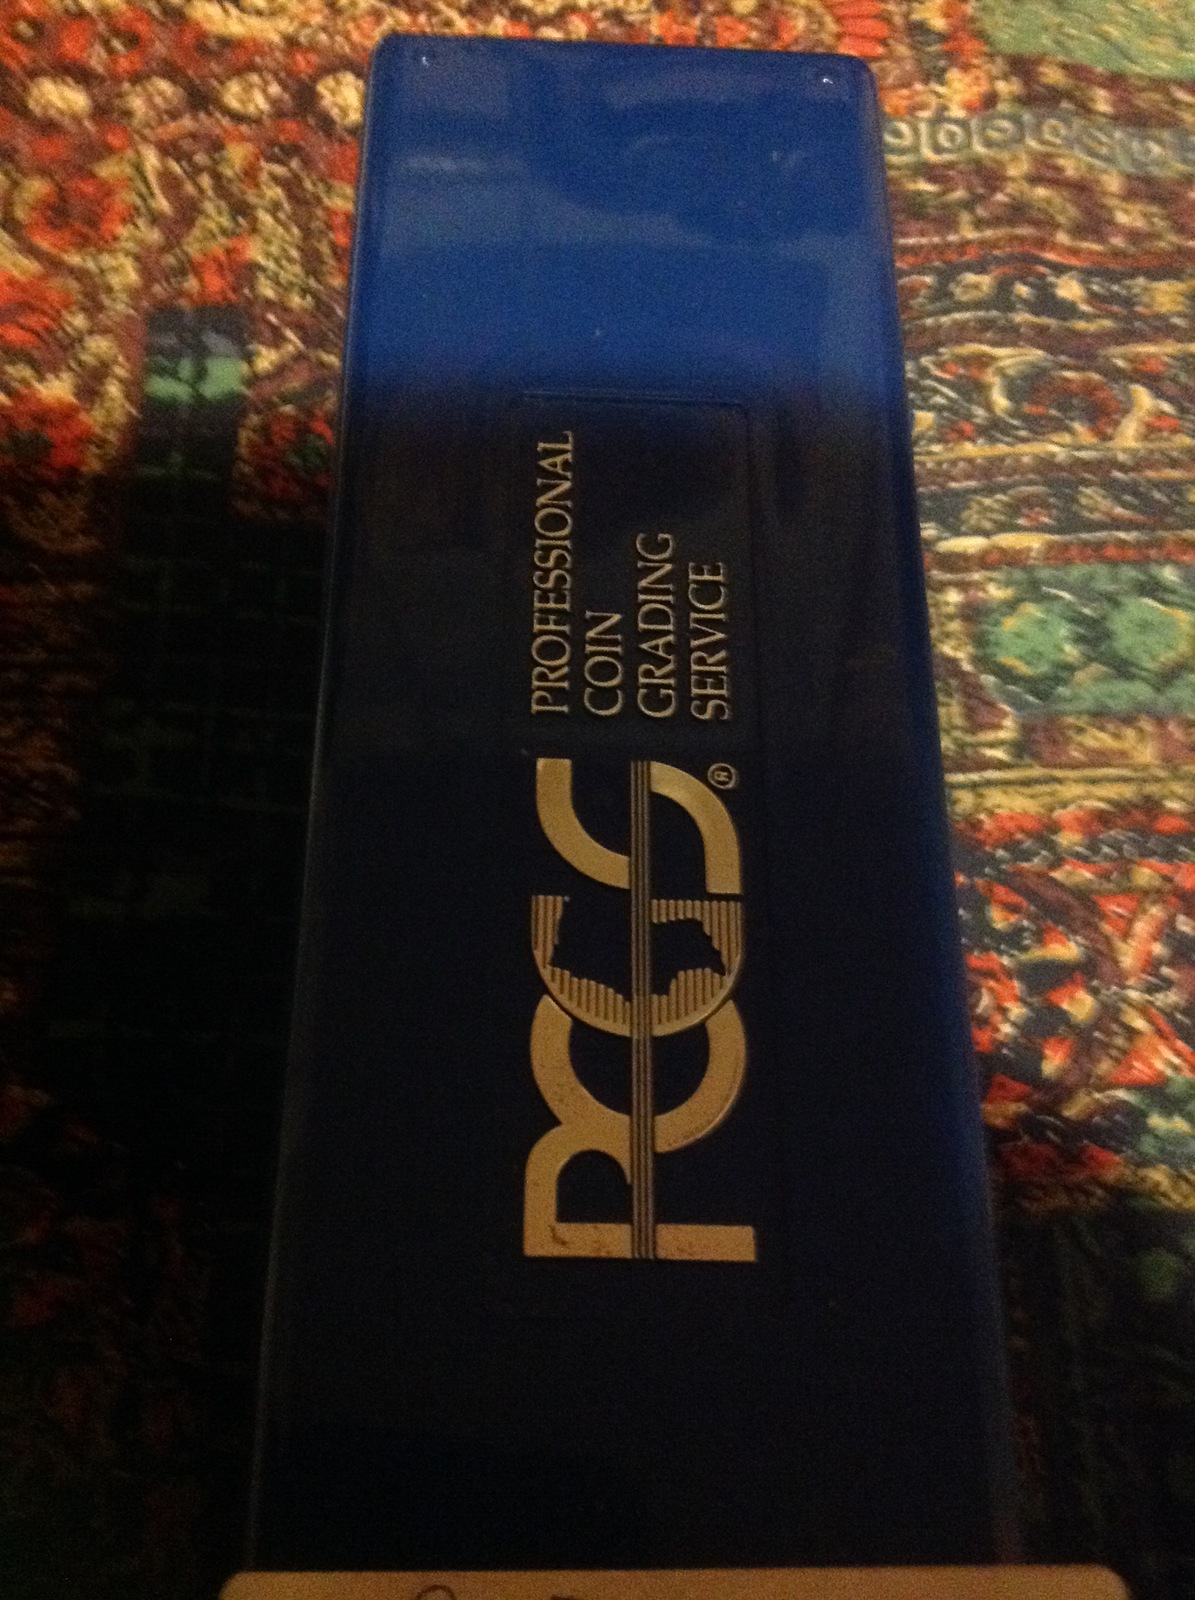 PCGS®
PROFESSIONAL
COIN
GRADING
SERVICE